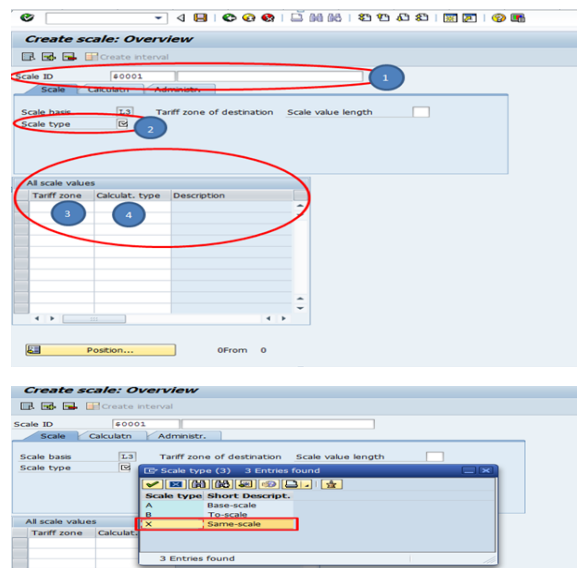 Create scale: Overview
Create interval
Scale ID $0001
1
Scale Calculatn Administr.
Scale basis L3 Tariff zone of destination Scale value length
Scale type
2
All scale values
Tariff zone Calculat. type Description
3 4
Position... 0From 0
Create scale: Overview
Create interval
Scale ID $0001
Scale Calculatn Administr.
Scale basis L3 Tariff zone of destination Scale value length
Scale type
Scale type (3) 3 Entries found
Scale type Short Descript.
A Base-scale
B To-scale
X Same-scale
3 Entries found
All scale values
Tariff zone Calculat.